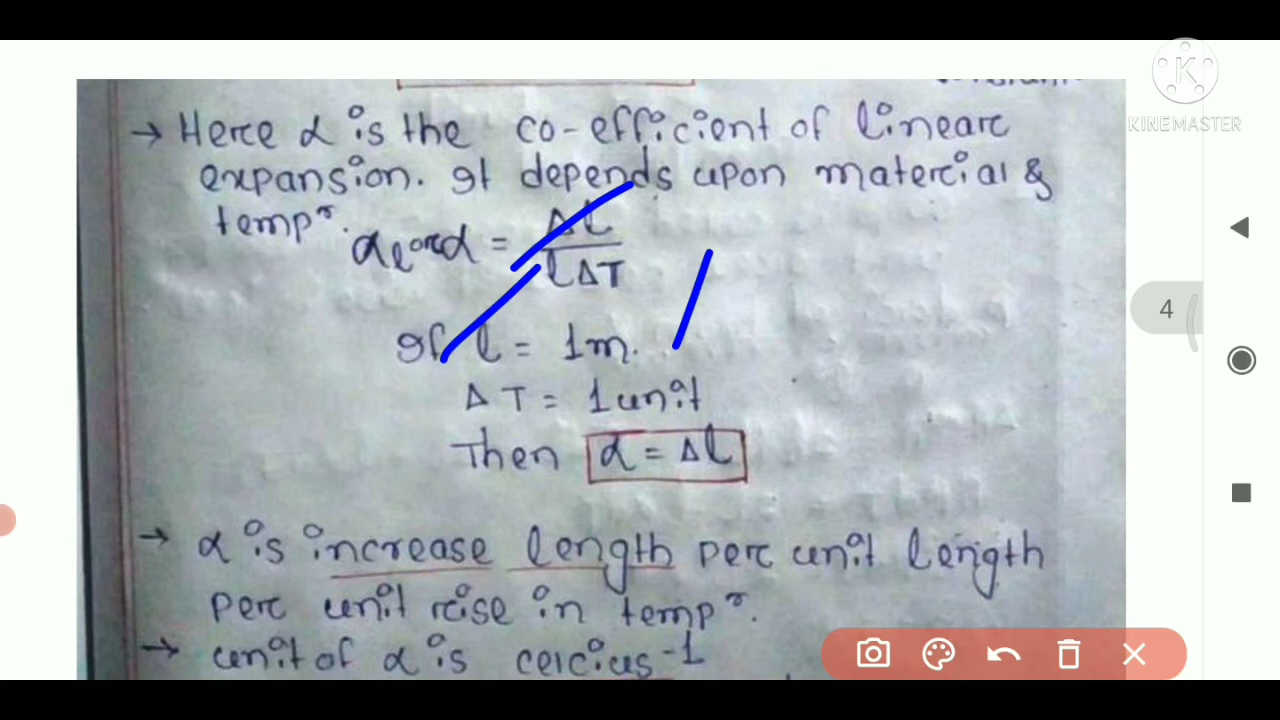 KINEMASTER
→ Here α is the co-efficient of linear
expansion. It depends upon material &
tempr.
αl or α = Δl / lΔT
If l = 1m.
ΔT = 1 unit
Then α = Δl
4
→ α is increase length per unit length
per unit rise in tempr.
→ unit of α is celcius-1